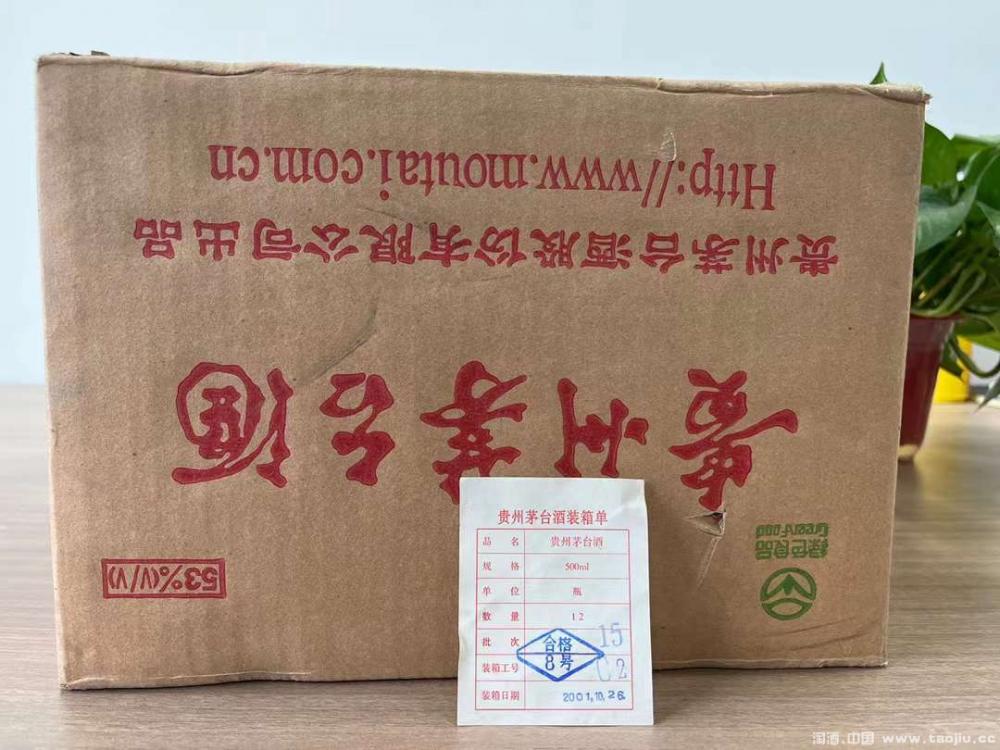 Http://www.moutai.com.cn
贵州茅台酒股份有限公司出品
贵州茅台酒
绿色食品
GreenFood
53%(V/V)
贵州茅台酒装箱单
品 名 贵州茅台酒
规 格 500ml
单 位 瓶
数 量 12
批 次 15
合格
8号
装箱工号 C2
装箱日期 2001.10.26
淘酒.中国 www.taojiu.cc